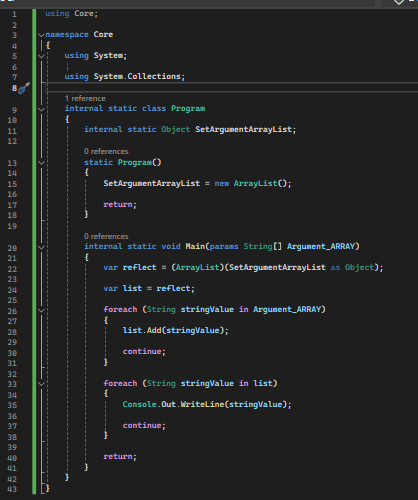 1 using Core;
2
3 namespace Core
4 {
5 using System;
6
7 using System.Collections;
8
1 reference
9 internal static class Program
10 {
11 internal static Object SetArgumentArrayList;
12
0 references
13 static Program()
14 {
15 SetArgumentArrayList = new ArrayList();
16
17 return;
18 }
19
0 references
20 internal static void Main(params String[] Argument_ARRAY)
21 {
22 var reflect = (ArrayList)(SetArgumentArrayList as Object);
23
24 var list = reflect;
25
26 foreach (String stringValue in Argument_ARRAY)
27 {
28 list.Add(stringValue);
29
30 continue;
31 }
32
33 foreach (String stringValue in list)
34 {
35 Console.Out.WriteLine(stringValue);
36
37 continue;
38 }
39
40 return;
41 }
42 }
43 }